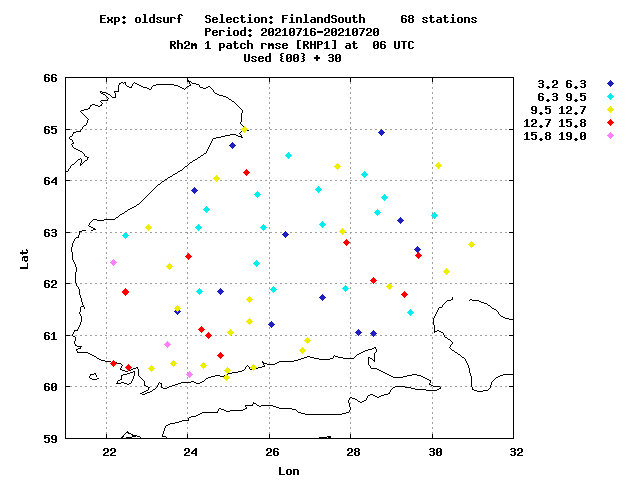 Exp: oldsurf   Selection: FinlandSouth     68 stations
Period: 20210716-20210720
Rh2m 1 patch rmse [RHP1] at  06 UTC
Used {00} + 30
3.2 6.3
6.3 9.5
9.5 12.7
12.7 15.8
15.8 19.0
66
65
64
63
62
61
60
59
Lat
22 24 26 28 30 32
Lon